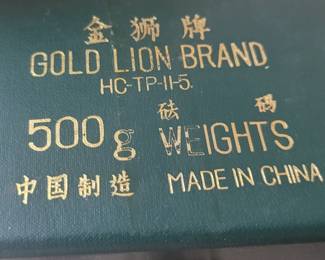 金狮牌
GOLD LION BRAND
HC-TP-11-5.
砝码
500g WEIGHTS
中国制造 MADE IN CHINA